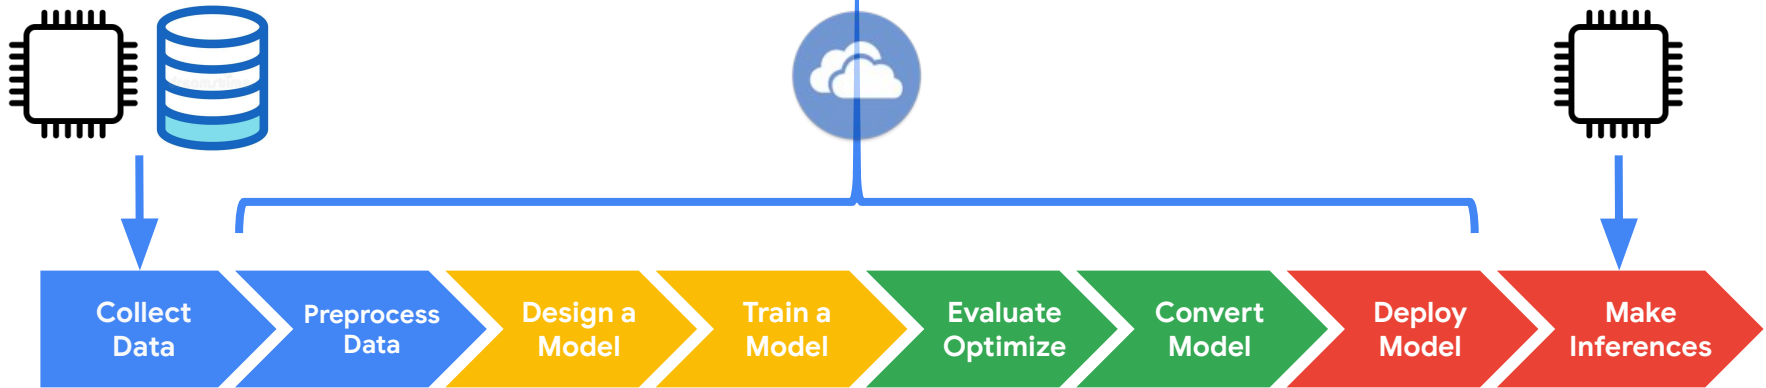 Collect
Data
Preprocess
Data
Design a
Model
Train a
Model
Evaluate
Optimize
Convert
Model
Deploy
Model
Make
Inferences